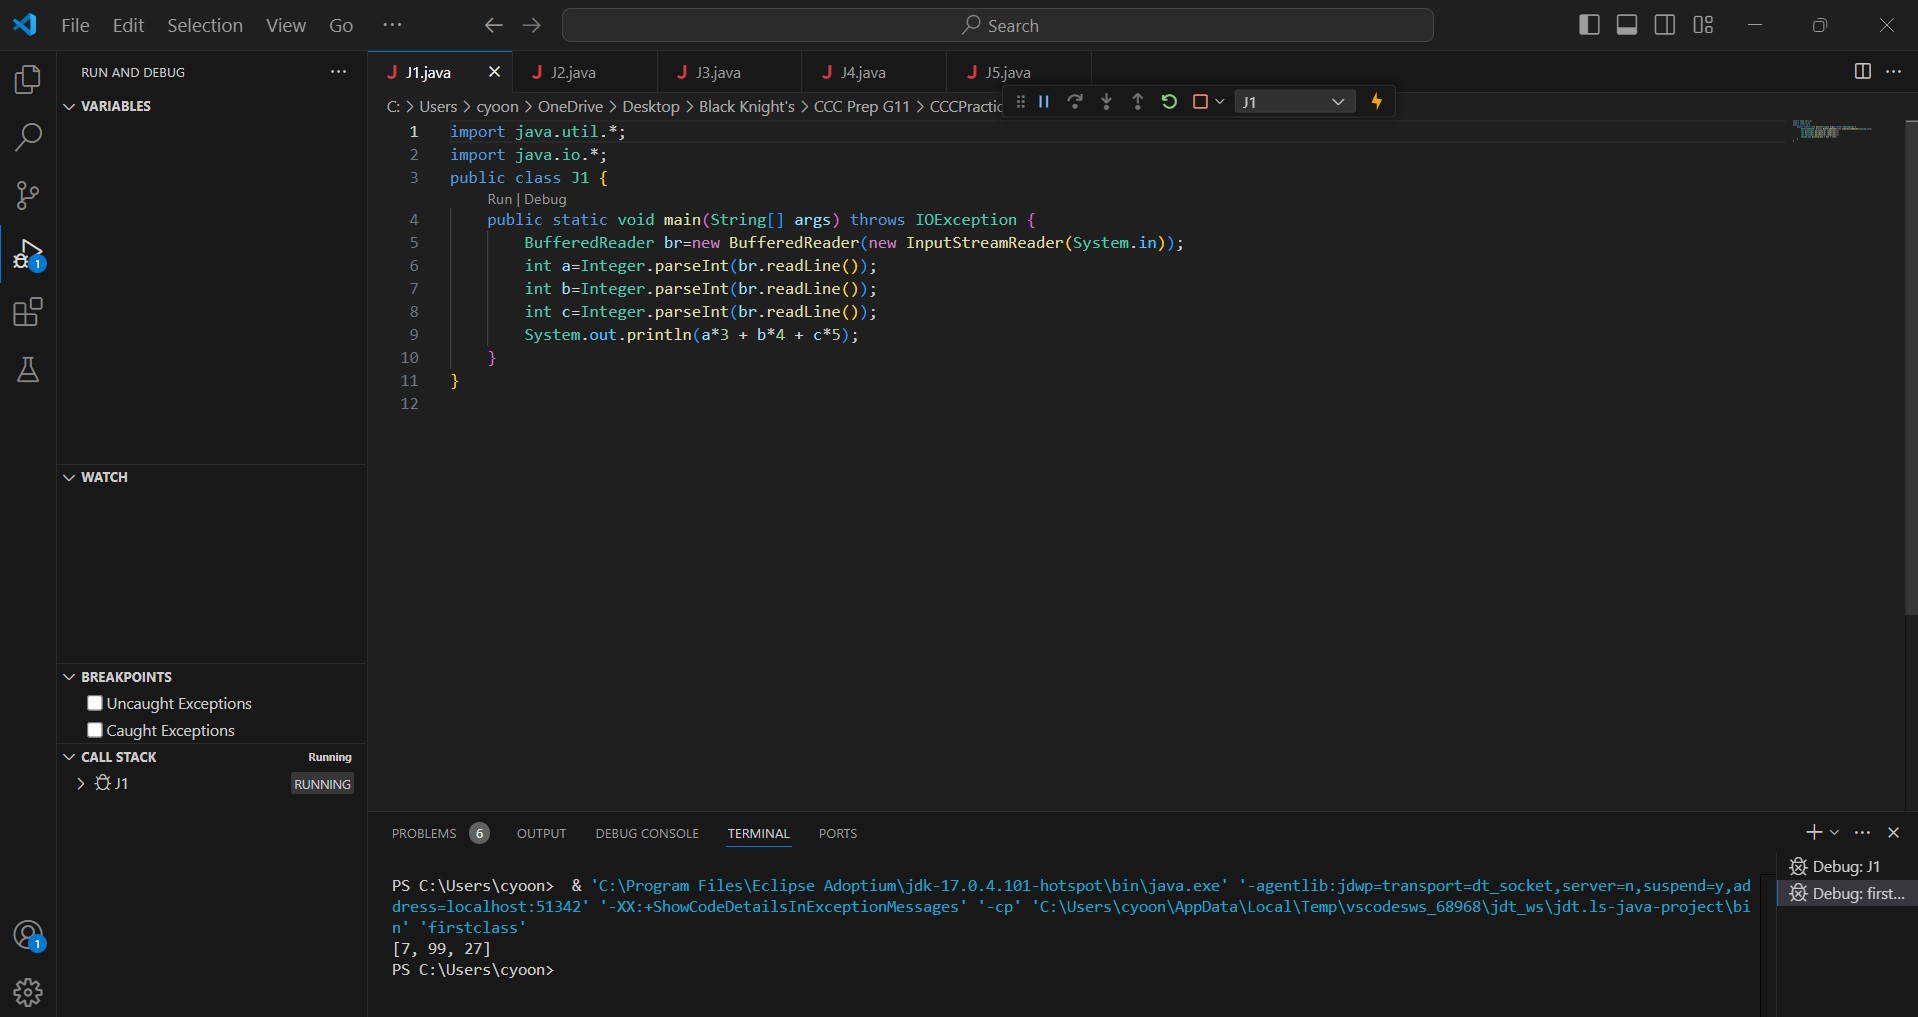 File Edit Selection View Go ··· Search
RUN AND DEBUG ···
J1.java J2.java J3.java J4.java J5.java
VARIABLES
C: > Users > cyoon > OneDrive > Desktop > Black Knight's > CCC Prep G11 > CCCPractic
J1
1 import java.util.*;
2 import java.io.*;
3 public class J1 {
Run | Debug
4 public static void main(String[] args) throws IOException {
5 BufferedReader br=new BufferedReader(new InputStreamReader(System.in));
6 int a=Integer.parseInt(br.readLine());
7 int b=Integer.parseInt(br.readLine());
8 int c=Integer.parseInt(br.readLine());
9 System.out.println(a*3 + b*4 + c*5);
10 }
11 }
12
1
WATCH
BREAKPOINTS
Uncaught Exceptions
Caught Exceptions
CALL STACK Running
J1 RUNNING
1
PROBLEMS 6 OUTPUT DEBUG CONSOLE TERMINAL PORTS
PS C:\Users\cyoon> & 'C:\Program Files\Eclipse Adoptium\jdk-17.0.4.101-hotspot\bin\java.exe' '-agentlib:jdwp=transport=dt_socket,server=n,suspend=y,ad
dress=localhost:51342' '-XX:+ShowCodeDetailsInExceptionMessages' '-cp' 'C:\Users\cyoon\AppData\Local\Temp\vscodesws_68968\jdt_ws\jdt.ls-java-project\bi
n' 'firstclass'
[7, 99, 27]
PS C:\Users\cyoon>
Debug: J1
Debug: first...